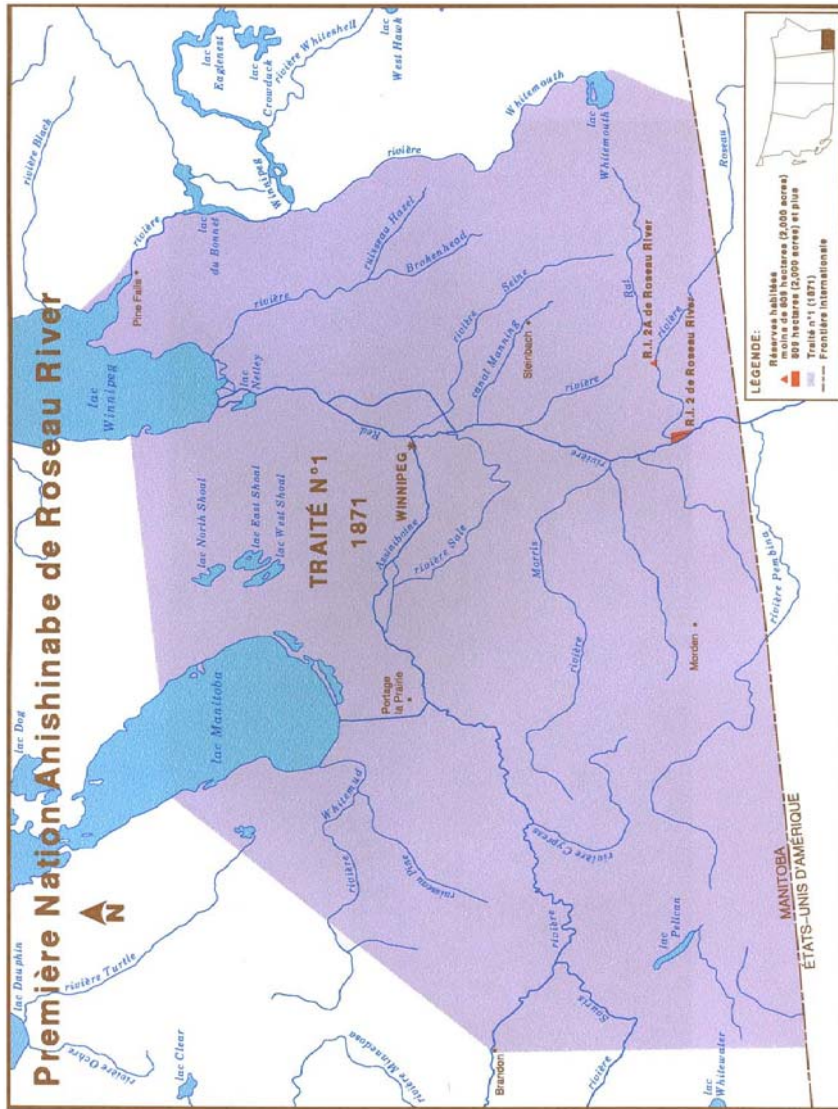 Première Nation Anishinabe de Roseau River
N
lac Dauphin
rivière Ochre
rivière Turtle
lac Dog
lac Clear
rivière Minnedosa
lac Manitoba
lac
Winnipeg
Pine Falls
rivière
rivière Black
lac
Eaglenest
lac
Crowduck
rivière Whiteshell
lac
West Hawk
Winnipeg
lac
du Bonnet
lac North Shoal
lac East Shoal
lac West Shoal
lac
Netley
rivière
Brokenhead
ruisseau Hazel
rivière
Whitemouth
lac
Whitemouth
TRAITÉ N°1
1871
rivière
Whitemud
ruisseau Pine
Portage
la Prairie
Assiniboine
WINNIPEG
Red
rivière Sale
rivière
Seine
canal Manning
Steinbach
Brandon
rivière
Souris
rivière
rivière Cypress
rivière
Morris
rivière
rivière
Rat
R.I. 2A de Roseau River
R.I. 2 de Roseau River
rivière
Roseau
Morden
lac
Pelican
lac
Whitewater
rivière Pembina
MANITOBA
ÉTATS–UNIS D'AMÉRIQUE
LÉGENDE:
Réserves habitées
moins de 809 hectares (2,000 acres)
809 hectares (2,000 acres) et plus
Traité n°1 (1871)
Frontière Internationale